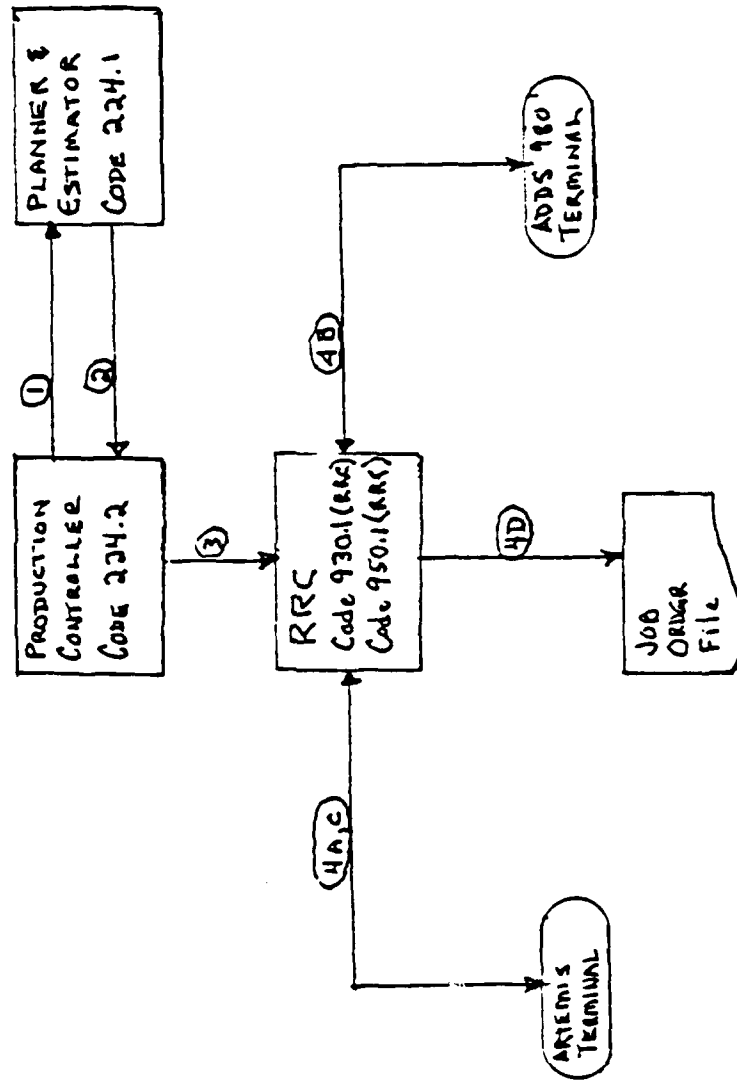 PLANNER &
ESTIMATOR
CODE 224.1
①
②
PRODUCTION
CONTROLLER
CODE 224.2
③
ADDS 980
TERMINAL
4B
RRC
Code 930.1 (RRC)
Code 950.1 (RRS)
4D
JOB
ORDER
File
4A,C
ARTEMIS
TERMINAL